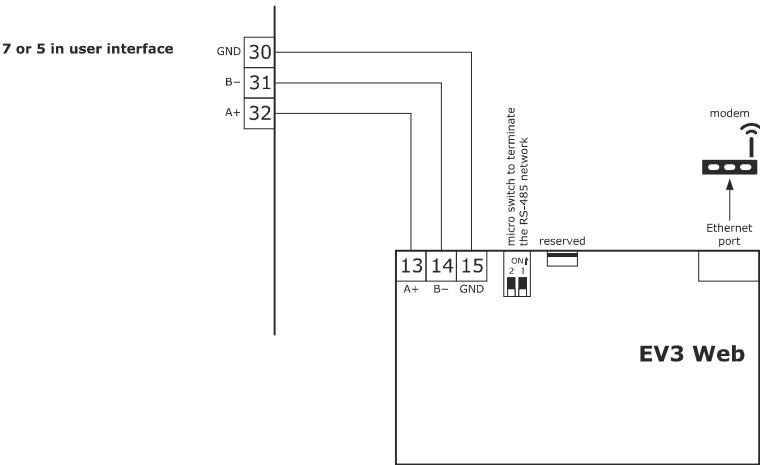 7 or 5 in user interface
GND 30
B− 31
A+ 32
micro switch to terminate
the RS-485 network
modem
Ethernet
port
reserved
13 14 15
A+ B− GND
ON
2 1
EV3 Web